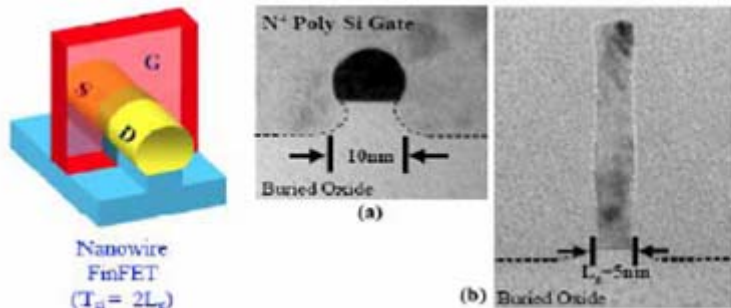 G
S
D
Nanowire
FinFET
(T_si = 2L_g)
N⁺ Poly Si Gate
10nm
Buried Oxide
(a)
L_g=5nm
(b)
Buried Oxide